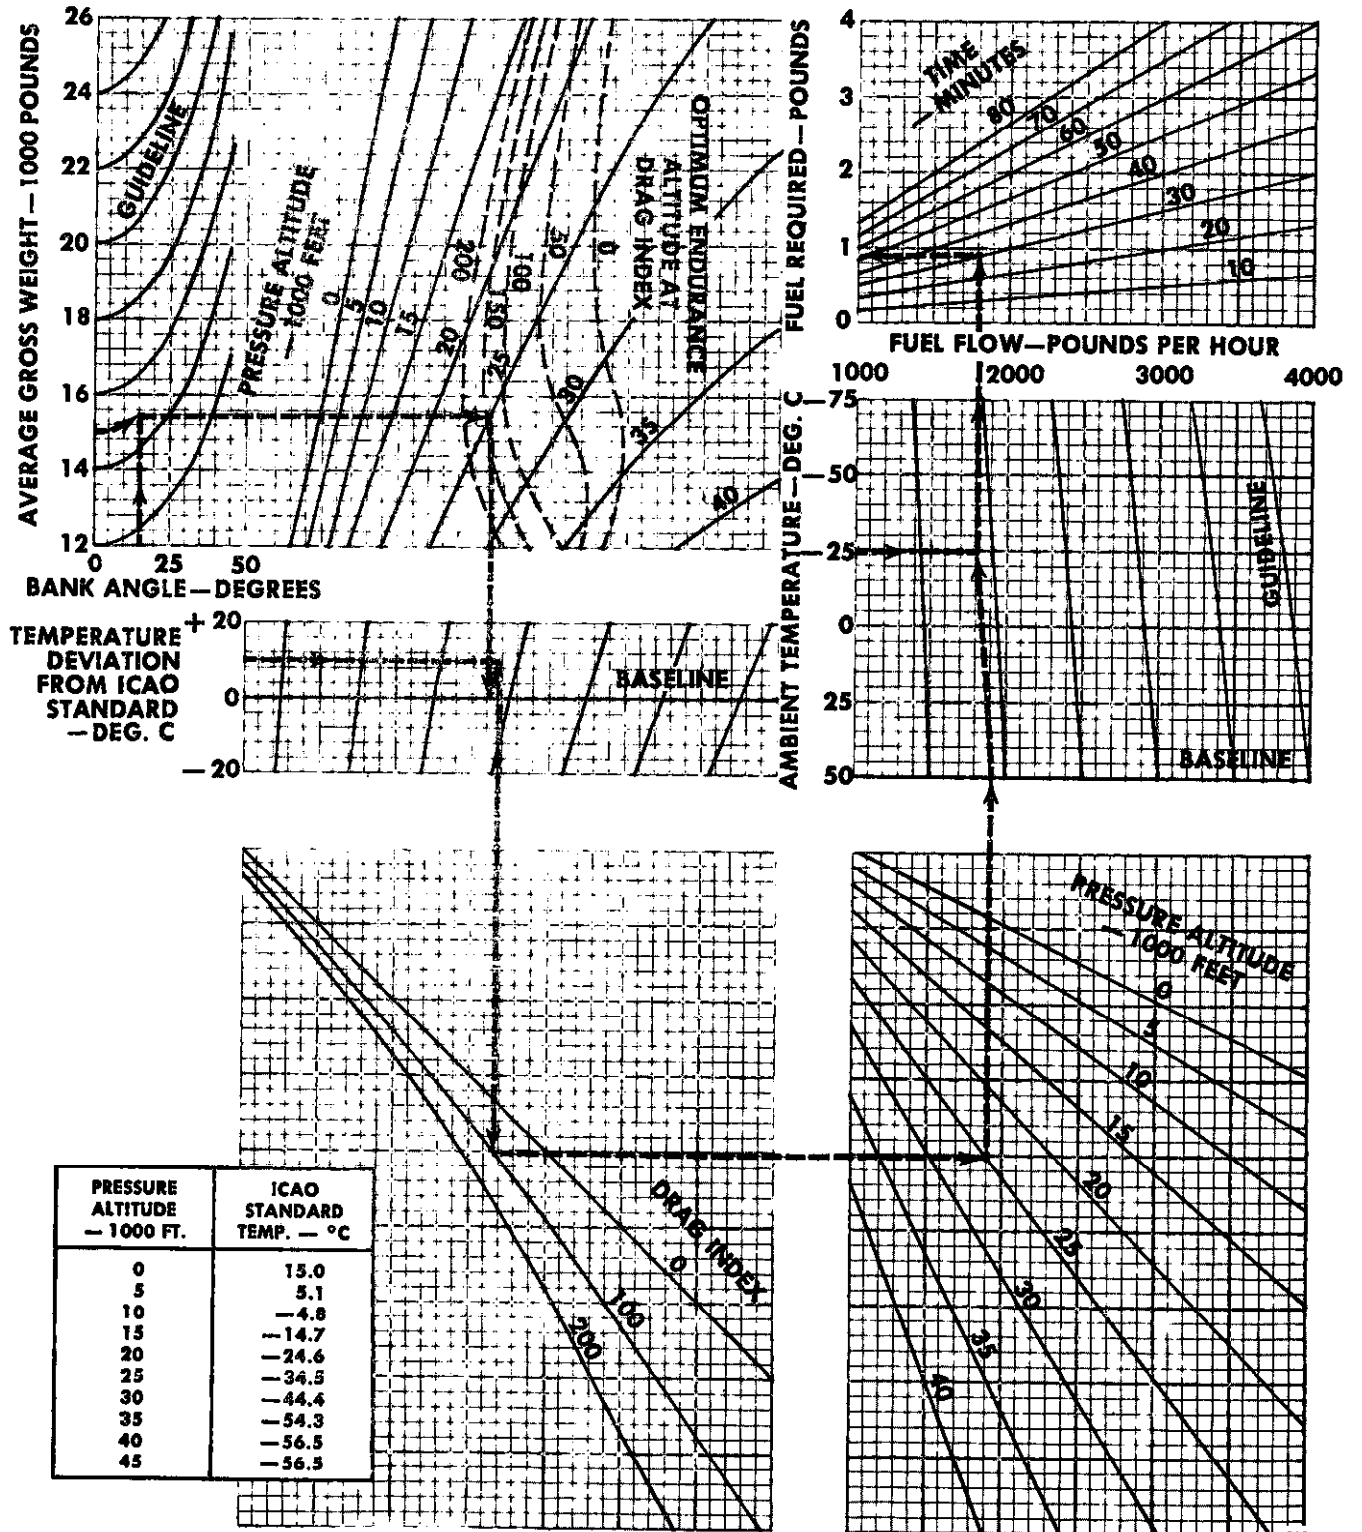 26
24
22
20
18
16
14
12
AVERAGE GROSS WEIGHT—1000 POUNDS
GUIDELINE
PRESSURE ALTITUDE
—1000 FEET
0
5
10
15
20
25
30
35
40
200
150
100
50
0
OPTIMUM ENDURANCE
ALTITUDE AT
DRAG INDEX
0 25 50
BANK ANGLE—DEGREES
4
3
2
1
0
FUEL REQUIRED—POUNDS
TIME
—MINUTES
80
70
60
50
40
30
20
10
FUEL FLOW—POUNDS PER HOUR
1000 2000 3000 4000
AMBIENT TEMPERATURE—DEG. C
—75
—50
—25
0
25
50
GUIDELINE
BASELINE
TEMPERATURE
DEVIATION
FROM ICAO
STANDARD
—DEG. C
+20
0
—20
BASELINE
DRAG INDEX
0
100
200
PRESSURE ALTITUDE
—1000 FEET
0
5
10
15
20
25
30
35
40
PRESSURE
ALTITUDE
—1000 FT.
ICAO
STANDARD
TEMP. — °C
0 15.0
5 5.1
10 —4.8
15 —14.7
20 —24.6
25 —34.5
30 —44.4
35 —54.3
40 —56.5
45 —56.5